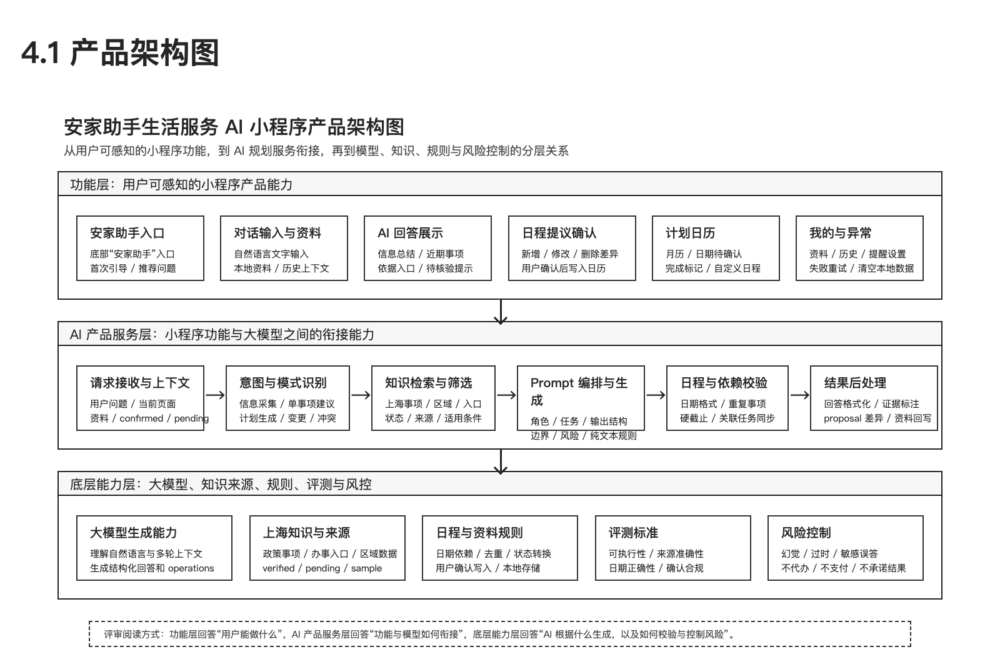 4.1 产品架构图
安家助手生活服务 AI 小程序产品架构图
从用户可感知的小程序功能，到 AI 规划服务衔接，再到模型、知识、规则与风险控制的分层关系
功能层：用户可感知的小程序产品能力
安家助手入口
底部“安家助手”入口
首次引导 / 推荐问题
对话输入与资料
自然语言文字输入
本地资料 / 历史上下文
AI 回答展示
信息总结 / 近期事项
依据入口 / 待核验提示
日程提议确认
新增 / 修改 / 删除差异
用户确认后写入日历
计划日历
月历 / 日期待确认
完成标记 / 自定义日程
我的与异常
资料 / 历史 / 提醒设置
失败重试 / 清空本地数据
AI 产品服务层：小程序功能与大模型之间的衔接能力
请求接收与上下文
用户问题 / 当前页面
资料 / confirmed / pending
意图与模式识别
信息采集 / 单事项建议
计划生成 / 变更 / 冲突
知识检索与筛选
上海事项 / 区域 / 入口
状态 / 来源 / 适用条件
Prompt 编排与生
成
角色 / 任务 / 输出结构
边界 / 风险 / 纯文本规则
日程与依赖校验
日期格式 / 重复事项
硬截止 / 关联任务同步
结果后处理
回答格式化 / 证据标注
proposal 差异 / 资料回写
底层能力层：大模型、知识来源、规则、评测与风控
大模型生成能力
理解自然语言与多轮上下文
生成结构化回答和 operations
上海知识与来源
政策事项 / 办事入口 / 区域数据
verified / pending / sample
日程与资料规则
日期依赖 / 去重 / 状态转换
用户确认写入 / 本地存储
评测标准
可执行性 / 来源准确性
日期正确性 / 确认合规
风险控制
幻觉 / 过时 / 敏感误答
不代办 / 不支付 / 不承诺结果
评审阅读方式：功能层回答“用户能做什么”，AI 产品服务层回答“功能与模型如何衔接”，底层能力层回答“AI 根据什么生成，以及如何校验与控制风险”。